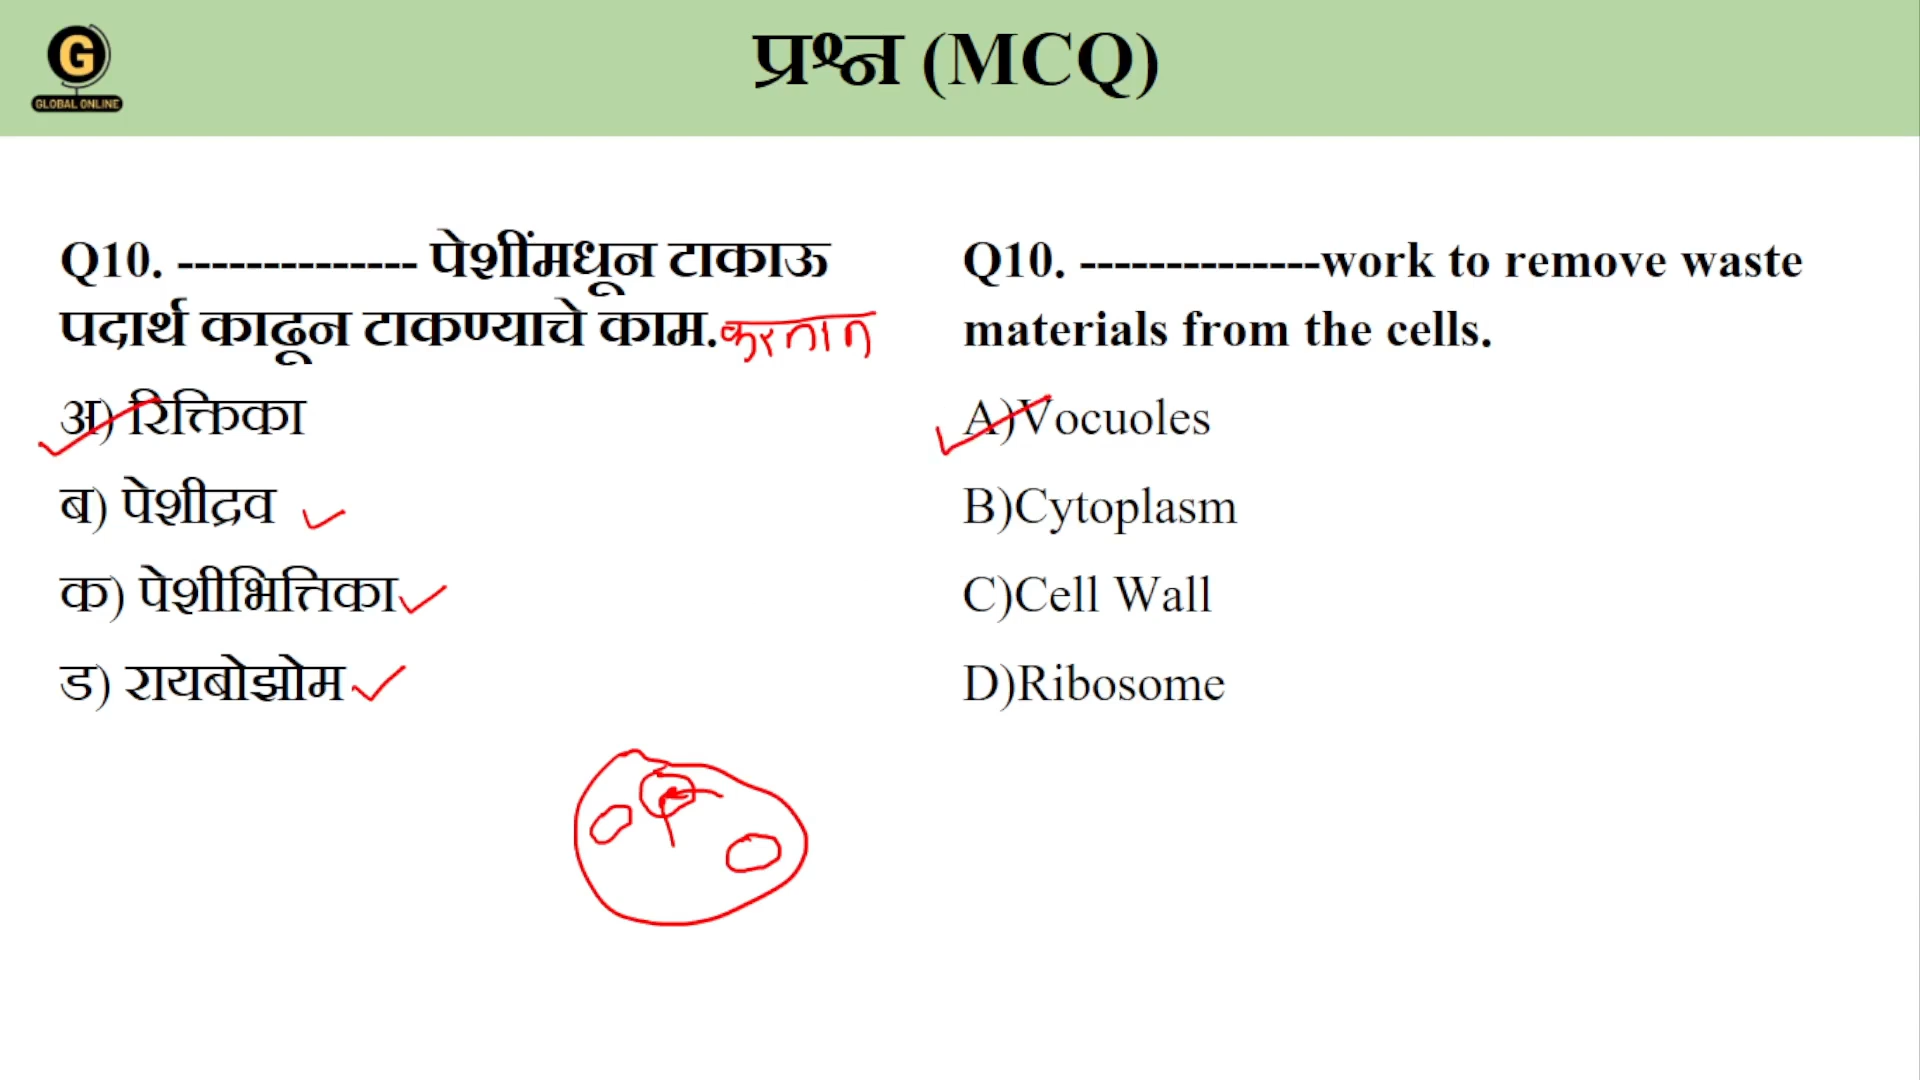 G
GLOBAL ONLINE
प्रश्न (MCQ)
Q10. -------------- पेशींमधून टाकाऊ
पदार्थ काढून टाकण्याचे काम. करतात
अ) रिक्तिका
ब) पेशीद्रव
क) पेशीभित्तिका
ड) रायबोझोम
Q10. --------------work to remove waste
materials from the cells.
A)Vocuoles
B)Cytoplasm
C)Cell Wall
D)Ribosome